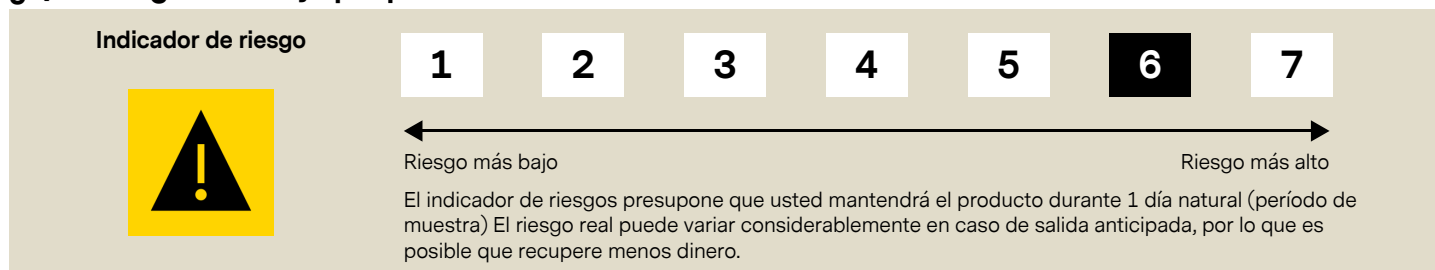 Indicador de riesgo
1 2 3 4 5 6 7
Riesgo más bajo Riesgo más alto
El indicador de riesgos presupone que usted mantendrá el producto durante 1 día natural (período de
muestra) El riesgo real puede variar considerablemente en caso de salida anticipada, por lo que es
posible que recupere menos dinero.